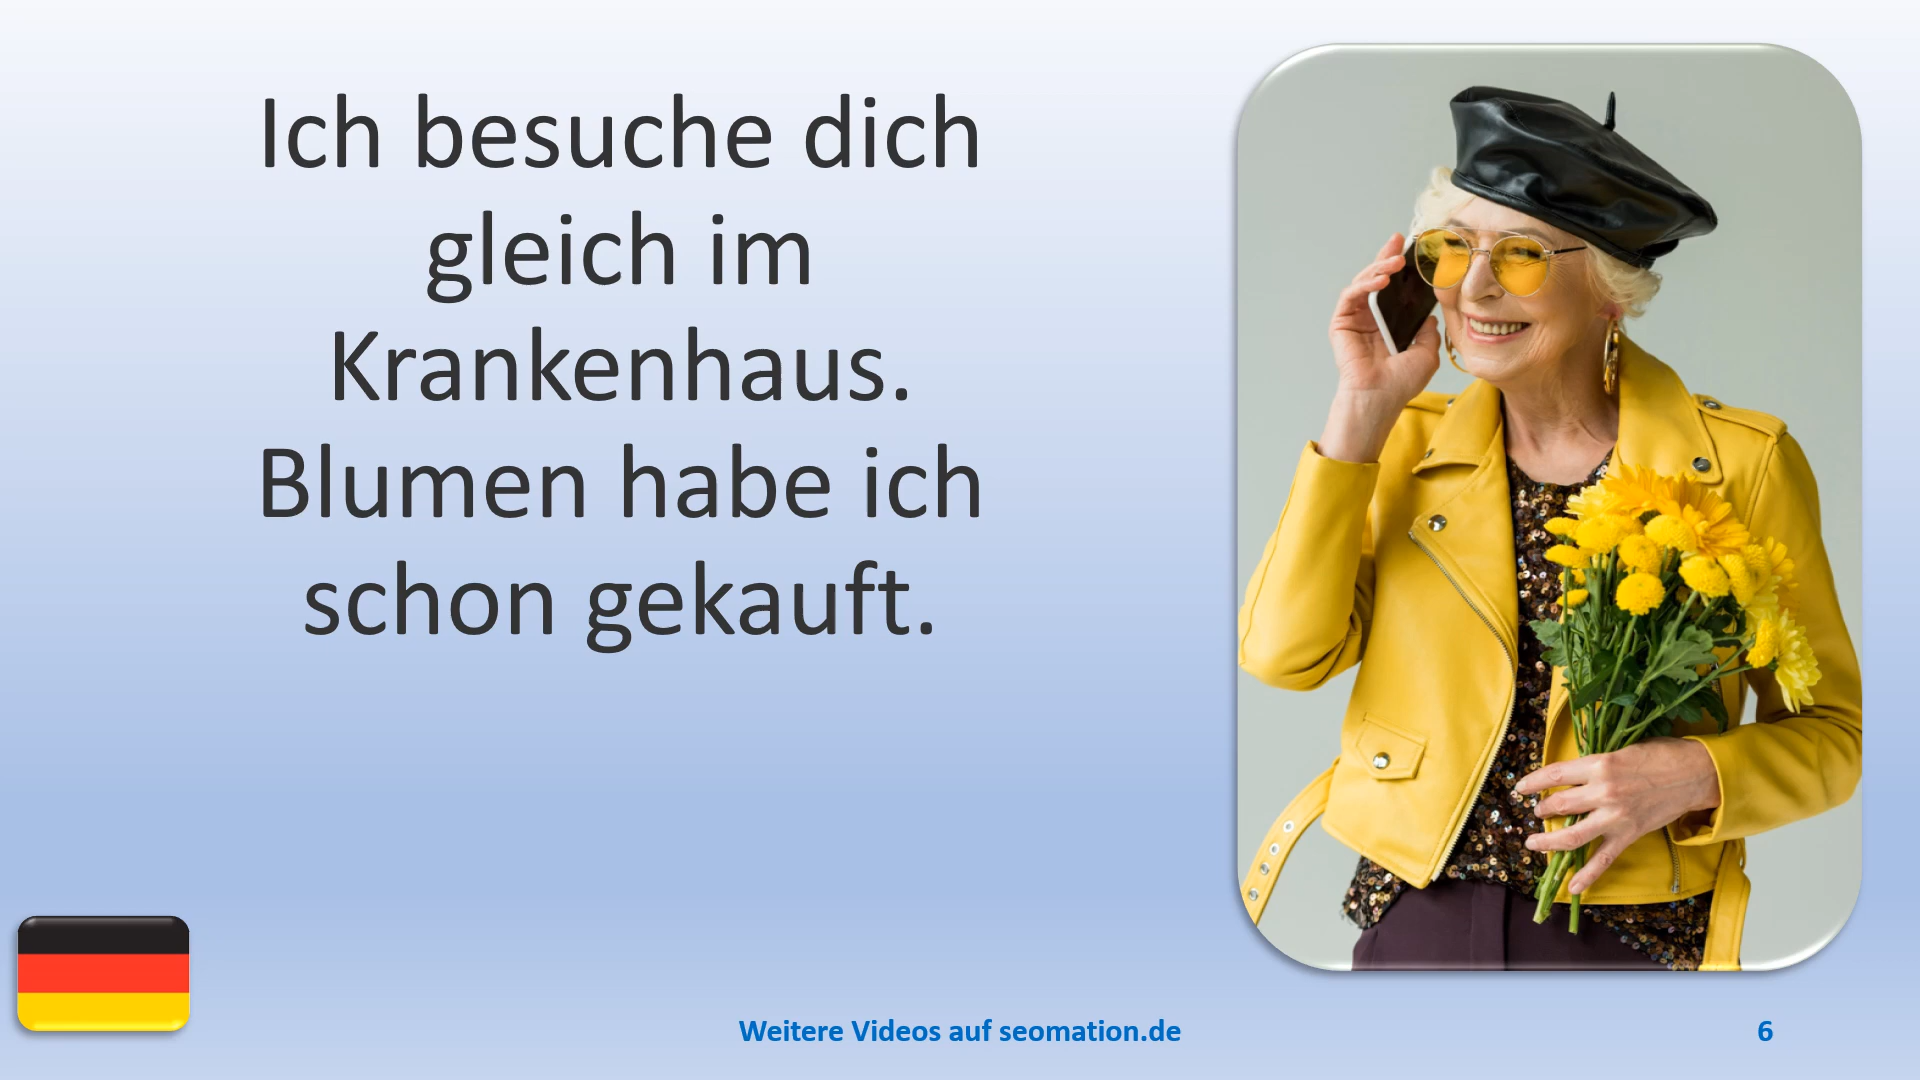 Ich besuche dich
gleich im
Krankenhaus.
Blumen habe ich
schon gekauft.
Weitere Videos auf seomation.de
6